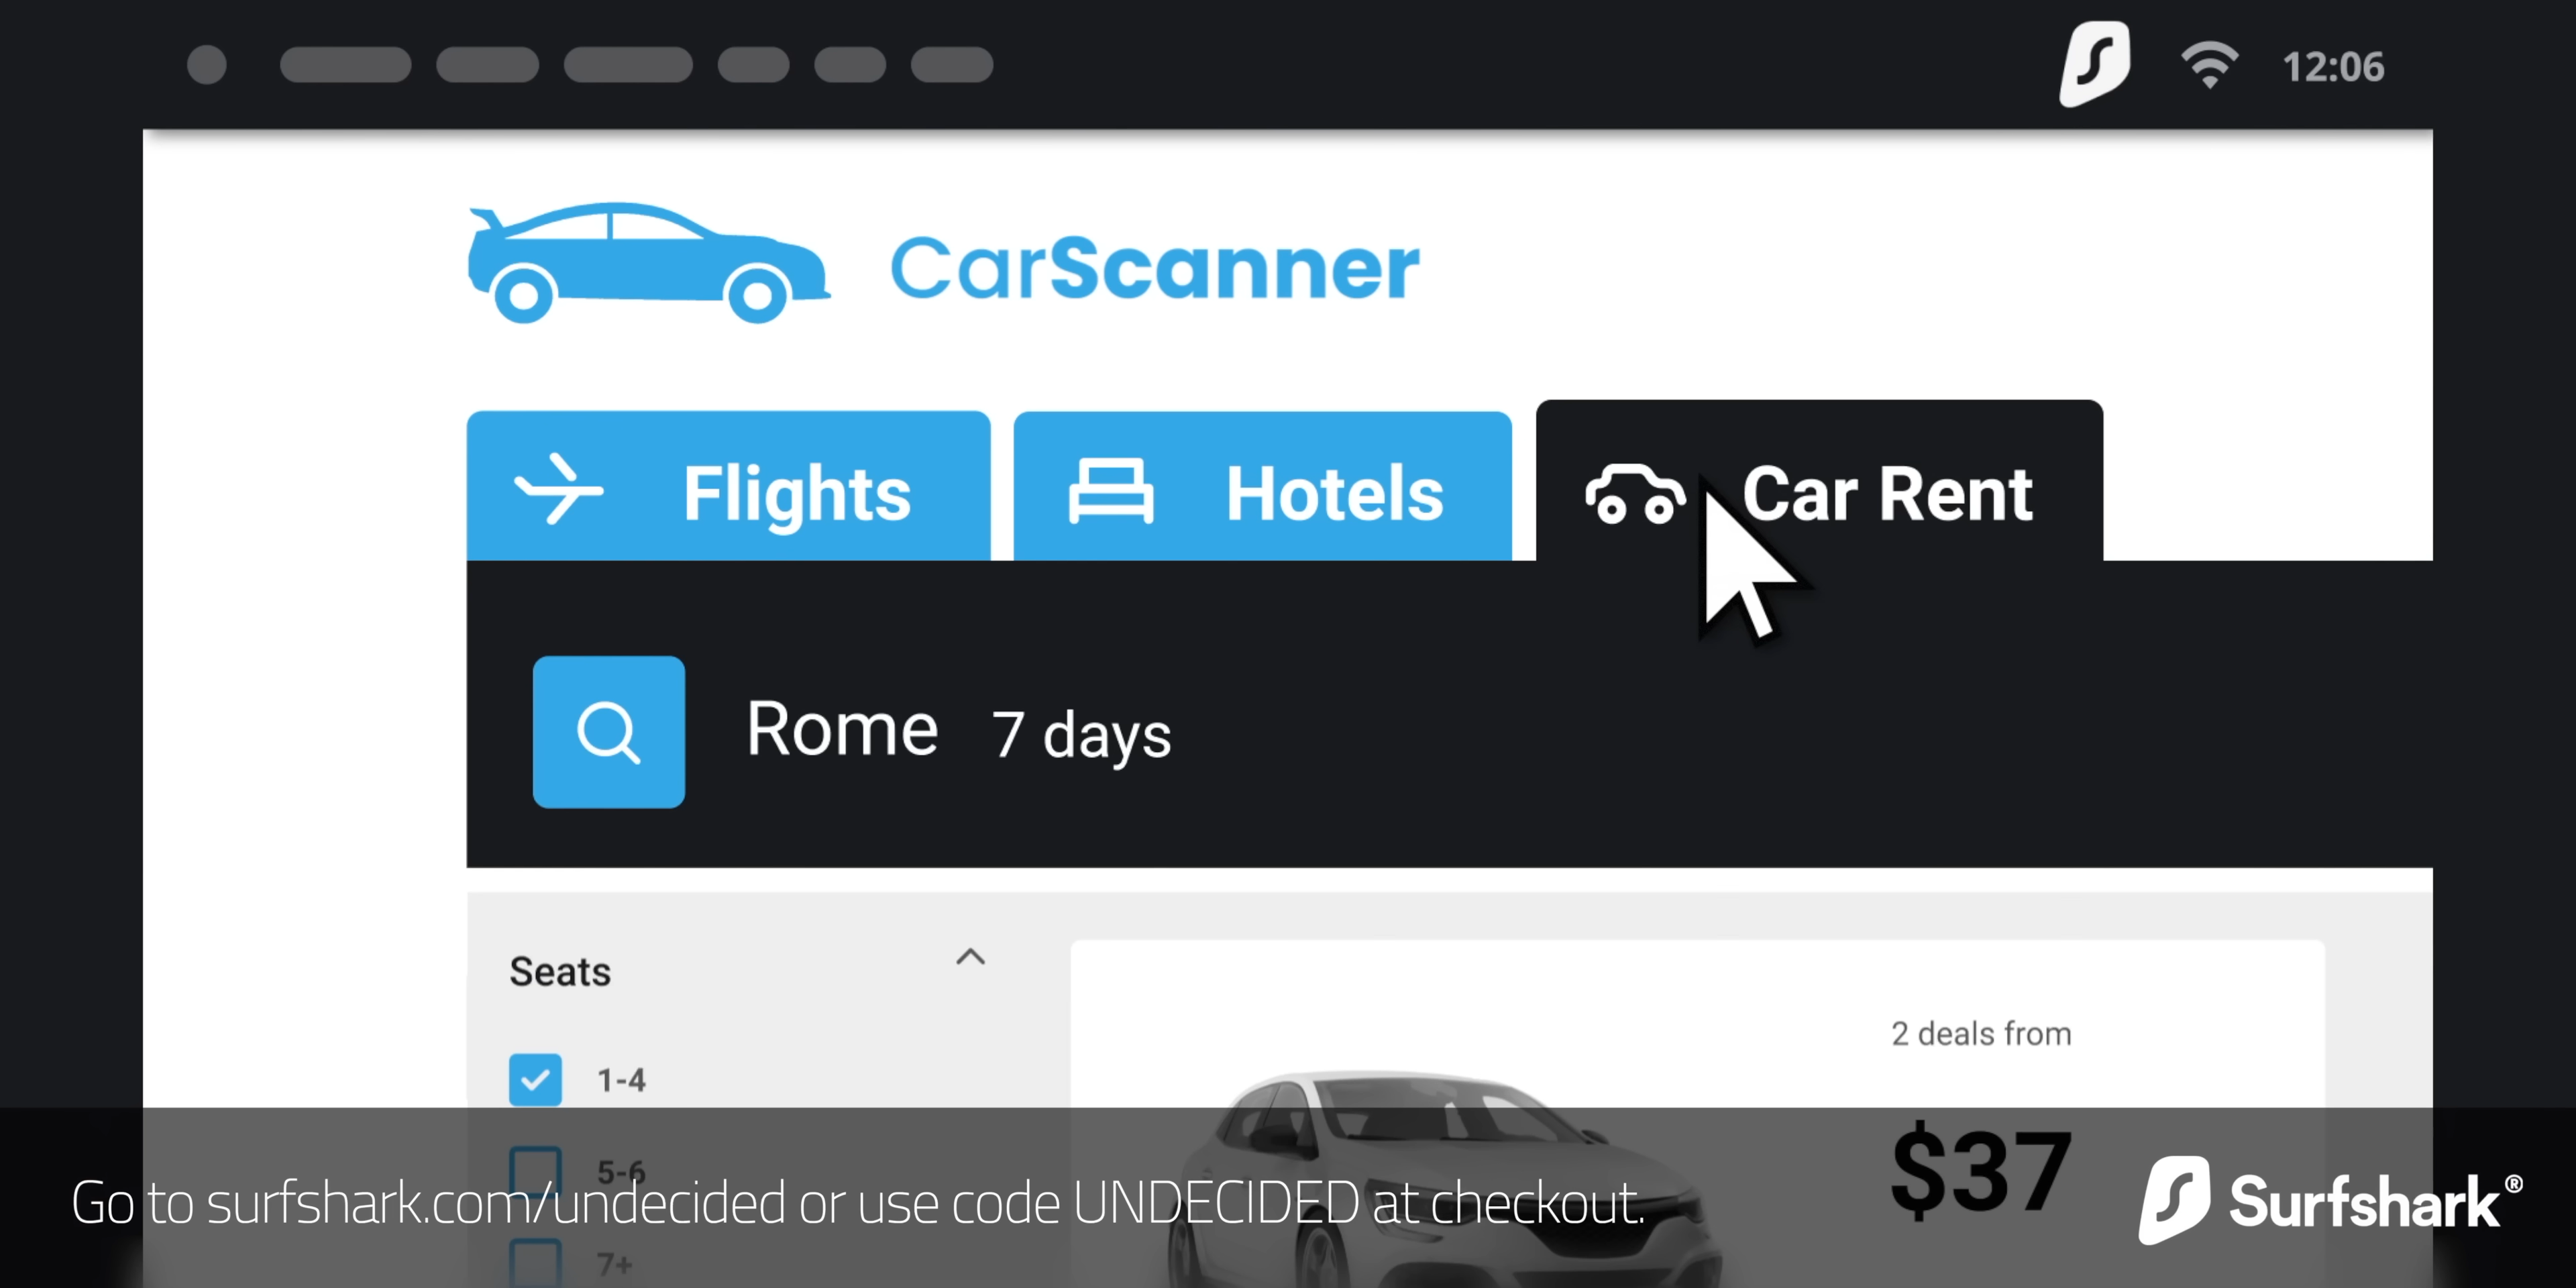 12:06
CarScanner
Flights
Hotels
Car Rent
Rome 7 days
Seats
2 deals from
1-4
$37
5-6
Go to surfshark.com/undecided or use code UNDECIDED at checkout.
Surfshark®
7+